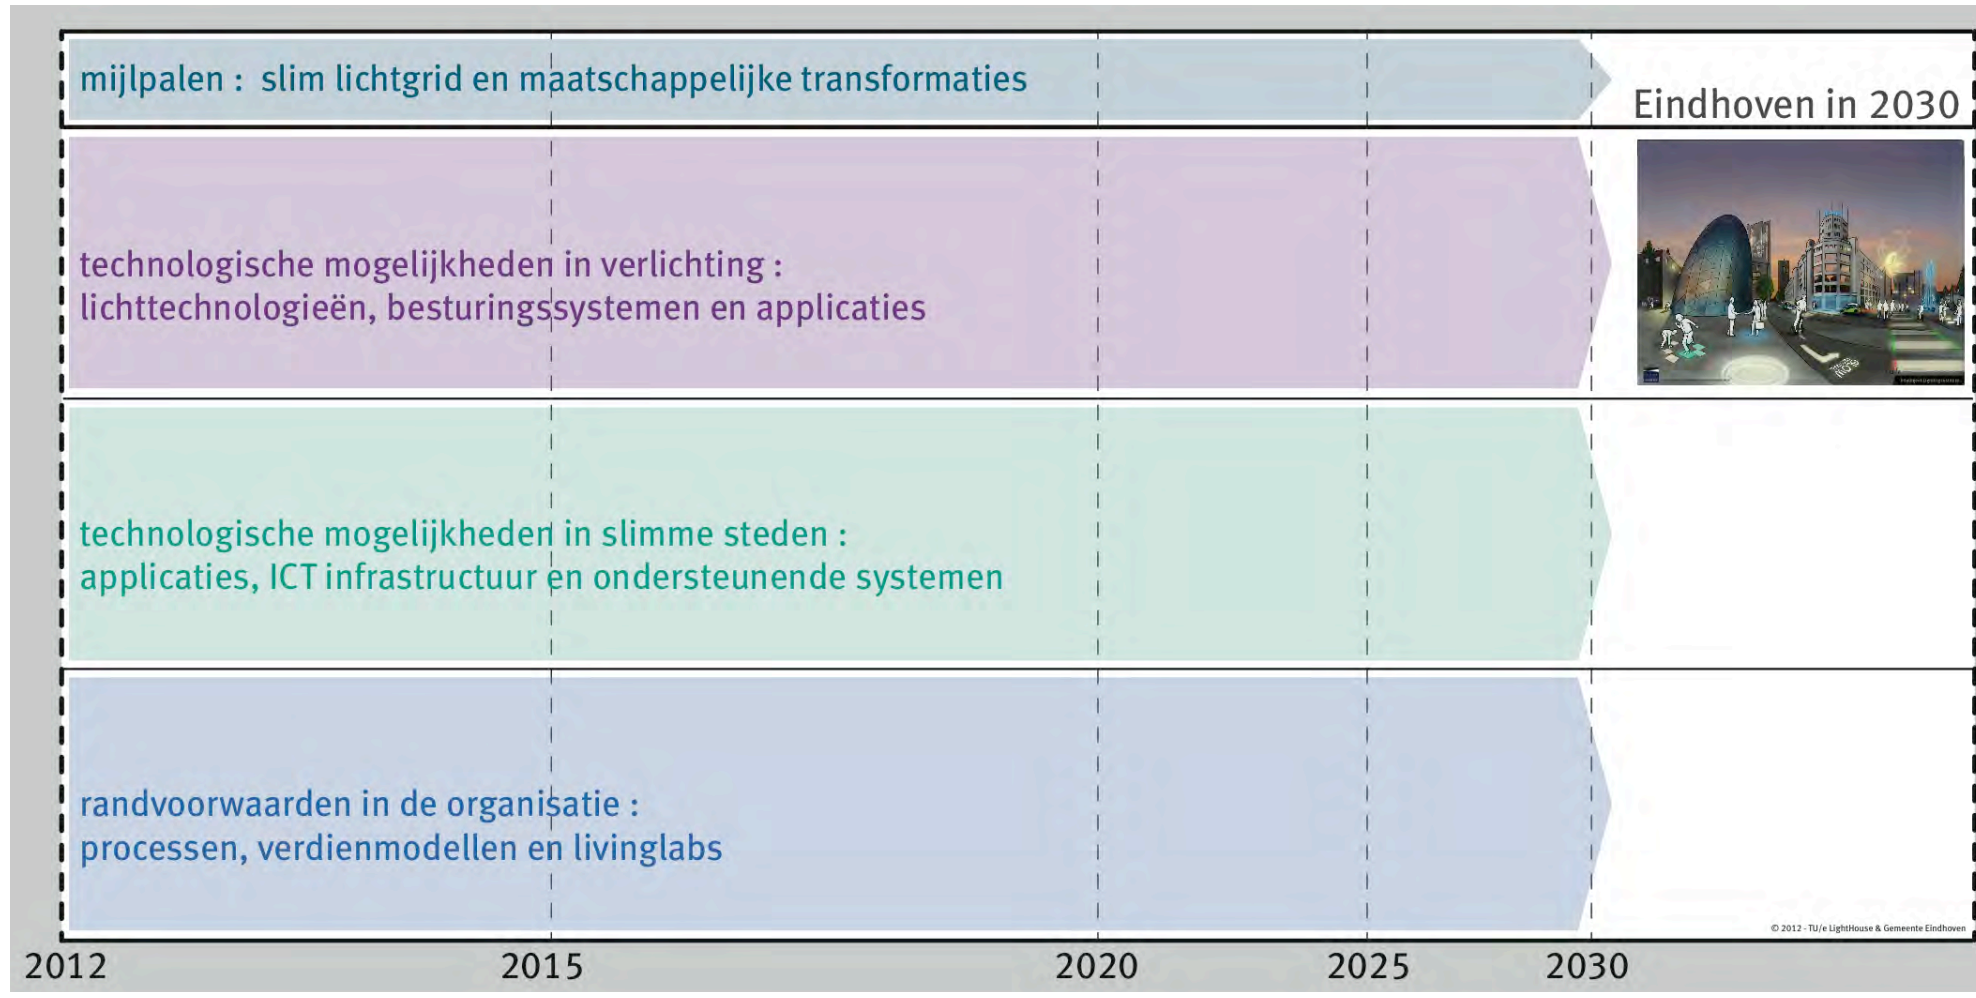 mijlpalen : slim lichtgrid en maatschappelijke transformaties
Eindhoven in 2030
technologische mogelijkheden in verlichting :
lichttechnologieën, besturingssystemen en applicaties
technologische mogelijkheden in slimme steden :
applicaties, ICT infrastructuur en ondersteunende systemen
randvoorwaarden in de organisatie :
processen, verdienmodellen en livinglabs
© 2012 - TU/e LightHouse & Gemeente Eindhoven
2012 2015 2020 2025 2030